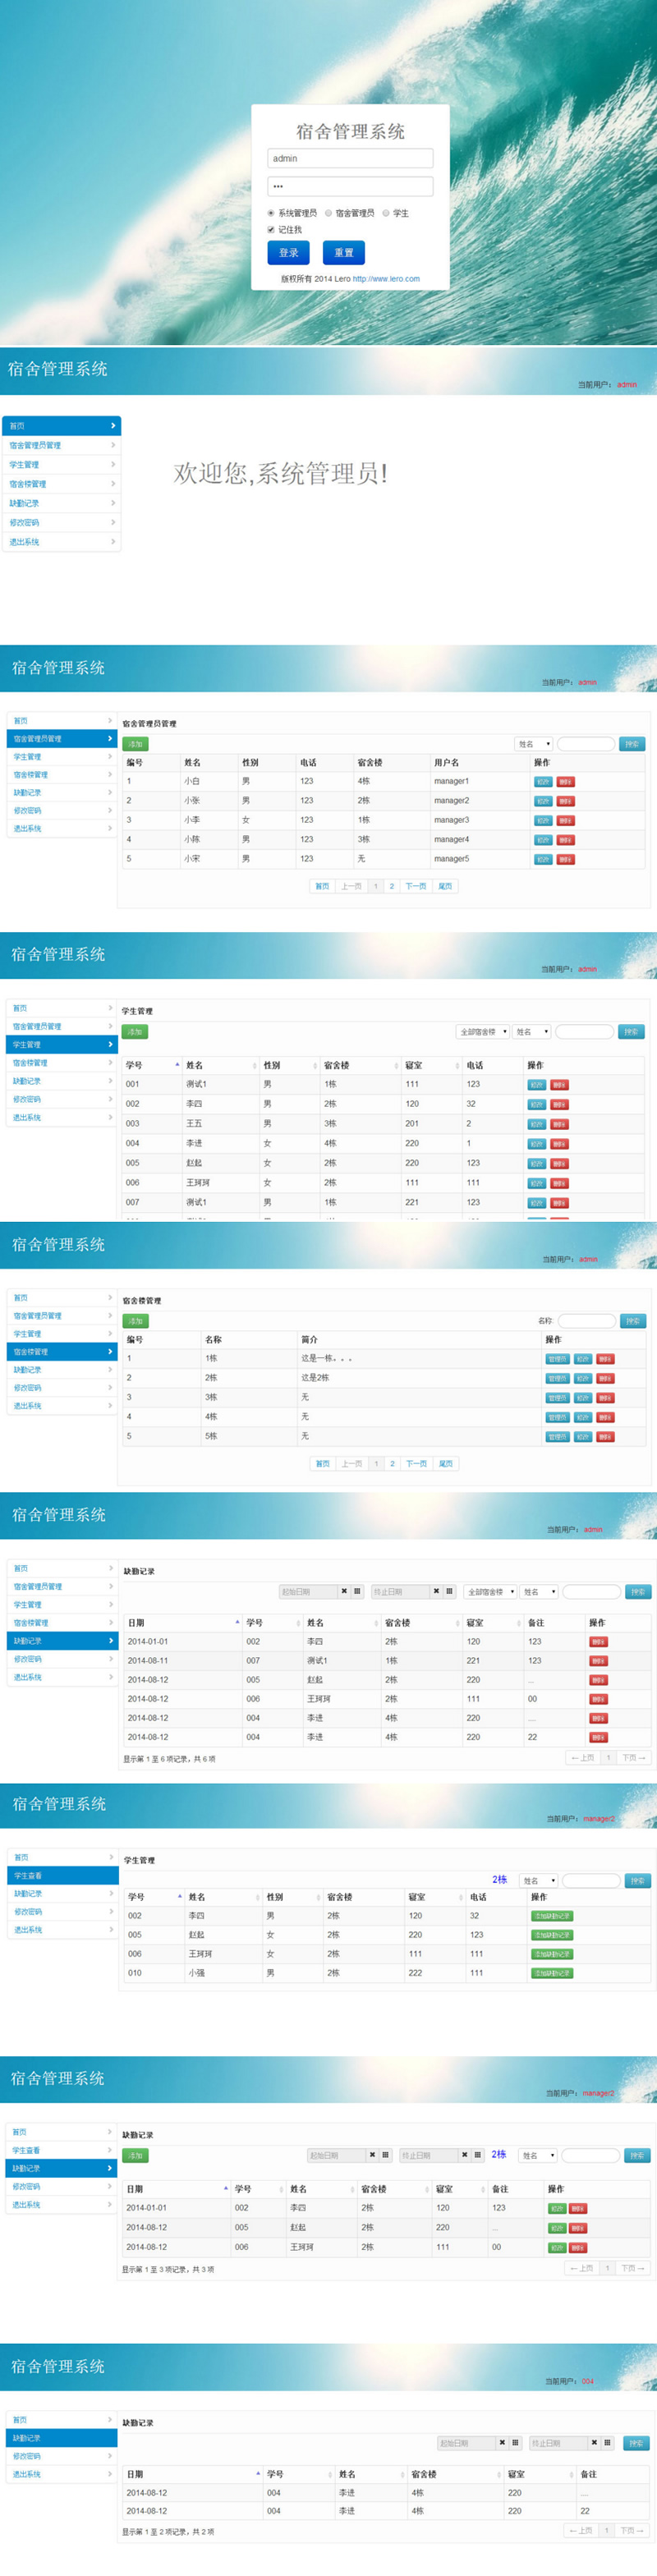 宿舍管理系统
admin
•••
系统管理员 宿舍管理员 学生
记住我
登录 重置
版权所有 2014 Lero http://www.lero.com
宿舍管理系统
当前用户： admin
首页
宿舍管理员管理
学生管理
宿舍楼管理
缺勤记录
修改密码
退出系统
欢迎您,系统管理员!
宿舍管理系统
当前用户： admin
首页
宿舍管理员管理
学生管理
宿舍楼管理
缺勤记录
修改密码
退出系统
宿舍管理员管理
添加 姓名 搜索
编号 姓名 性别 电话 宿舍楼 用户名 操作
1 小白 男 123 4栋 manager1 修改 删除
2 小张 男 123 2栋 manager2 修改 删除
3 小李 女 123 1栋 manager3 修改 删除
4 小陈 男 123 3栋 manager4 修改 删除
5 小宋 男 123 无 manager5 修改 删除
首页 上一页 1 2 下一页 尾页
宿舍管理系统
当前用户： admin
首页
宿舍管理员管理
学生管理
宿舍楼管理
缺勤记录
修改密码
退出系统
学生管理
添加 全部宿舍楼 姓名 搜索
学号 姓名 性别 宿舍楼 寝室 电话 操作
001 测试1 男 1栋 111 123 修改 删除
002 李四 男 2栋 120 32 修改 删除
003 王五 男 3栋 201 2 修改 删除
004 李进 女 4栋 220 1 修改 删除
005 赵起 女 2栋 220 123 修改 删除
006 王珂珂 女 2栋 111 111 修改 删除
007 测试1 男 1栋 221 123 修改 删除
宿舍管理系统
当前用户： admin
首页
宿舍管理员管理
学生管理
宿舍楼管理
缺勤记录
修改密码
退出系统
宿舍楼管理
添加 名称: 搜索
编号 名称 简介 操作
1 1栋 这是一栋。。。 管理员 修改 删除
2 2栋 这是2栋 管理员 修改 删除
3 3栋 无 管理员 修改 删除
4 4栋 无 管理员 修改 删除
5 5栋 无 管理员 修改 删除
首页 上一页 1 2 下一页 尾页
宿舍管理系统
当前用户： admin
首页
宿舍管理员管理
学生管理
宿舍楼管理
缺勤记录
修改密码
退出系统
缺勤记录
起始日期 终止日期 全部宿舍楼 姓名 搜索
日期 学号 姓名 宿舍楼 寝室 备注 操作
2014-01-01 002 李四 2栋 120 123 删除
2014-08-11 007 测试1 1栋 221 123 删除
2014-08-12 005 赵起 2栋 220 ... 删除
2014-08-12 006 王珂珂 2栋 111 00 删除
2014-08-12 004 李进 4栋 220 .... 删除
2014-08-12 004 李进 4栋 220 22 删除
显示第 1 至 6 项记录，共 6 项
← 上页 1 下页 →
宿舍管理系统
当前用户： manager2
首页
学生查看
缺勤记录
修改密码
退出系统
学生管理
2栋 姓名 搜索
学号 姓名 性别 宿舍楼 寝室 电话 操作
002 李四 男 2栋 120 32 添加缺勤记录
005 赵起 女 2栋 220 123 添加缺勤记录
006 王珂珂 女 2栋 111 111 添加缺勤记录
010 小强 男 2栋 222 111 添加缺勤记录
宿舍管理系统
当前用户： manager2
首页
学生查看
缺勤记录
修改密码
退出系统
缺勤记录
添加 起始日期 终止日期 2栋 姓名 搜索
日期 学号 姓名 宿舍楼 寝室 备注 操作
2014-01-01 002 李四 2栋 120 123 修改 删除
2014-08-12 005 赵起 2栋 220 ... 修改 删除
2014-08-12 006 王珂珂 2栋 111 00 修改 删除
显示第 1 至 3 项记录，共 3 项
← 上页 1 下页 →
宿舍管理系统
当前用户： 004
首页
缺勤记录
修改密码
退出系统
缺勤记录
起始日期 终止日期 搜索
日期 学号 姓名 宿舍楼 寝室 备注
2014-08-12 004 李进 4栋 220 ....
2014-08-12 004 李进 4栋 220 22
显示第 1 至 2 项记录，共 2 项
← 上页 1 下页 →